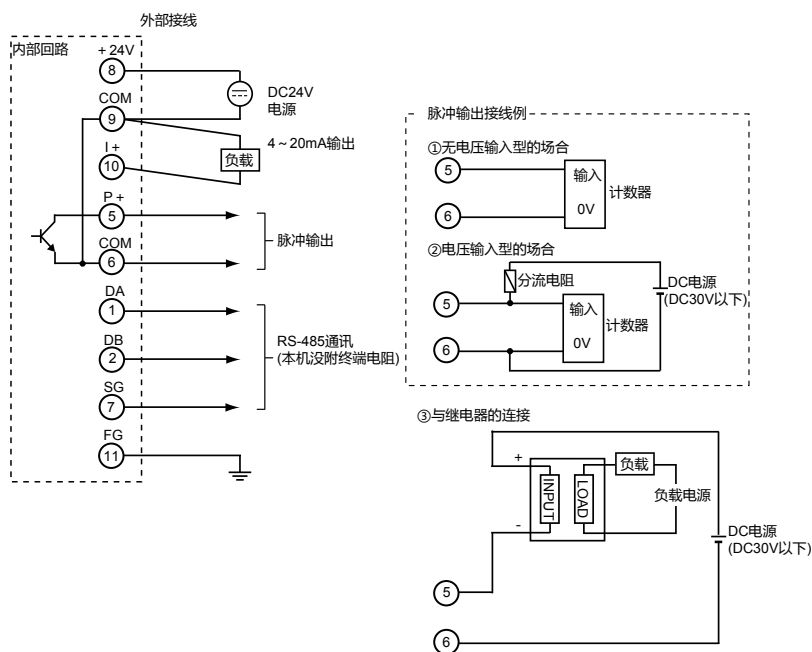 外部接线
内部回路
+ 24V
8
COM
9
I +
10
P +
5
COM
6
DA
1
DB
2
SG
7
FG
11
DC24V
电源
4～20mA输出
负载
脉冲输出
RS-485通讯
(本机没附终端电阻)
脉冲输出接线例
①无电压输入型的场合
5
6
输入
0V
计数器
②电压输入型的场合
分流电阻
5
6
输入
0V
计数器
DC电源
(DC30V以下)
③与继电器的连接
+
-
INPUT
LOAD
负载
负载电源
DC电源
(DC30V以下)
5
6